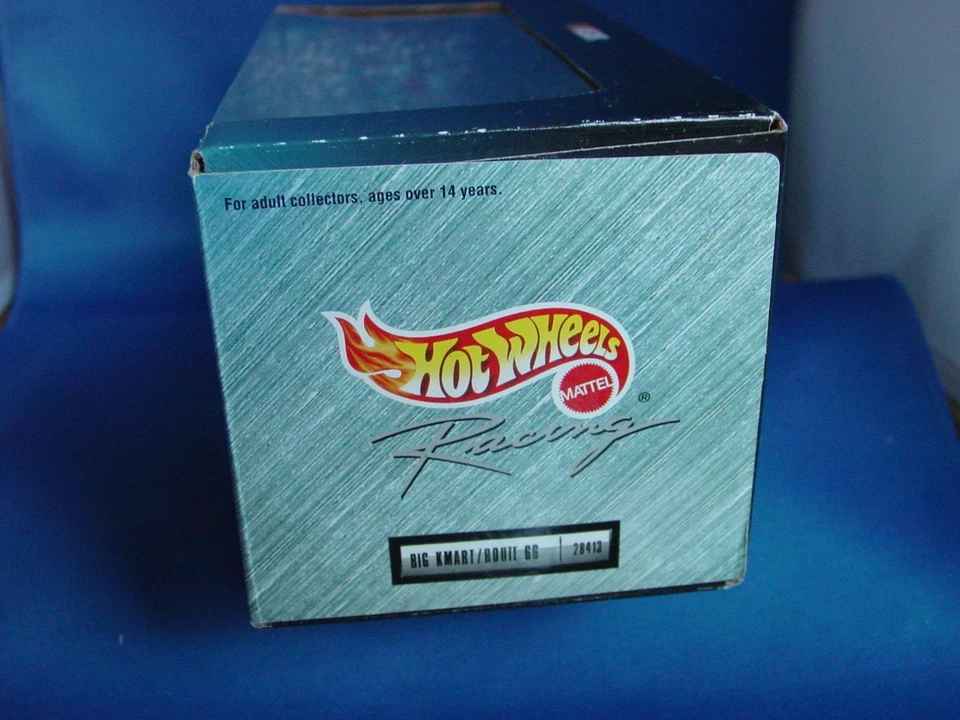 For adult collectors, ages over 14 years.
HOT WHEELS
MATTEL
®
Racing
BIG KMART/ROUTE 66 | 28413